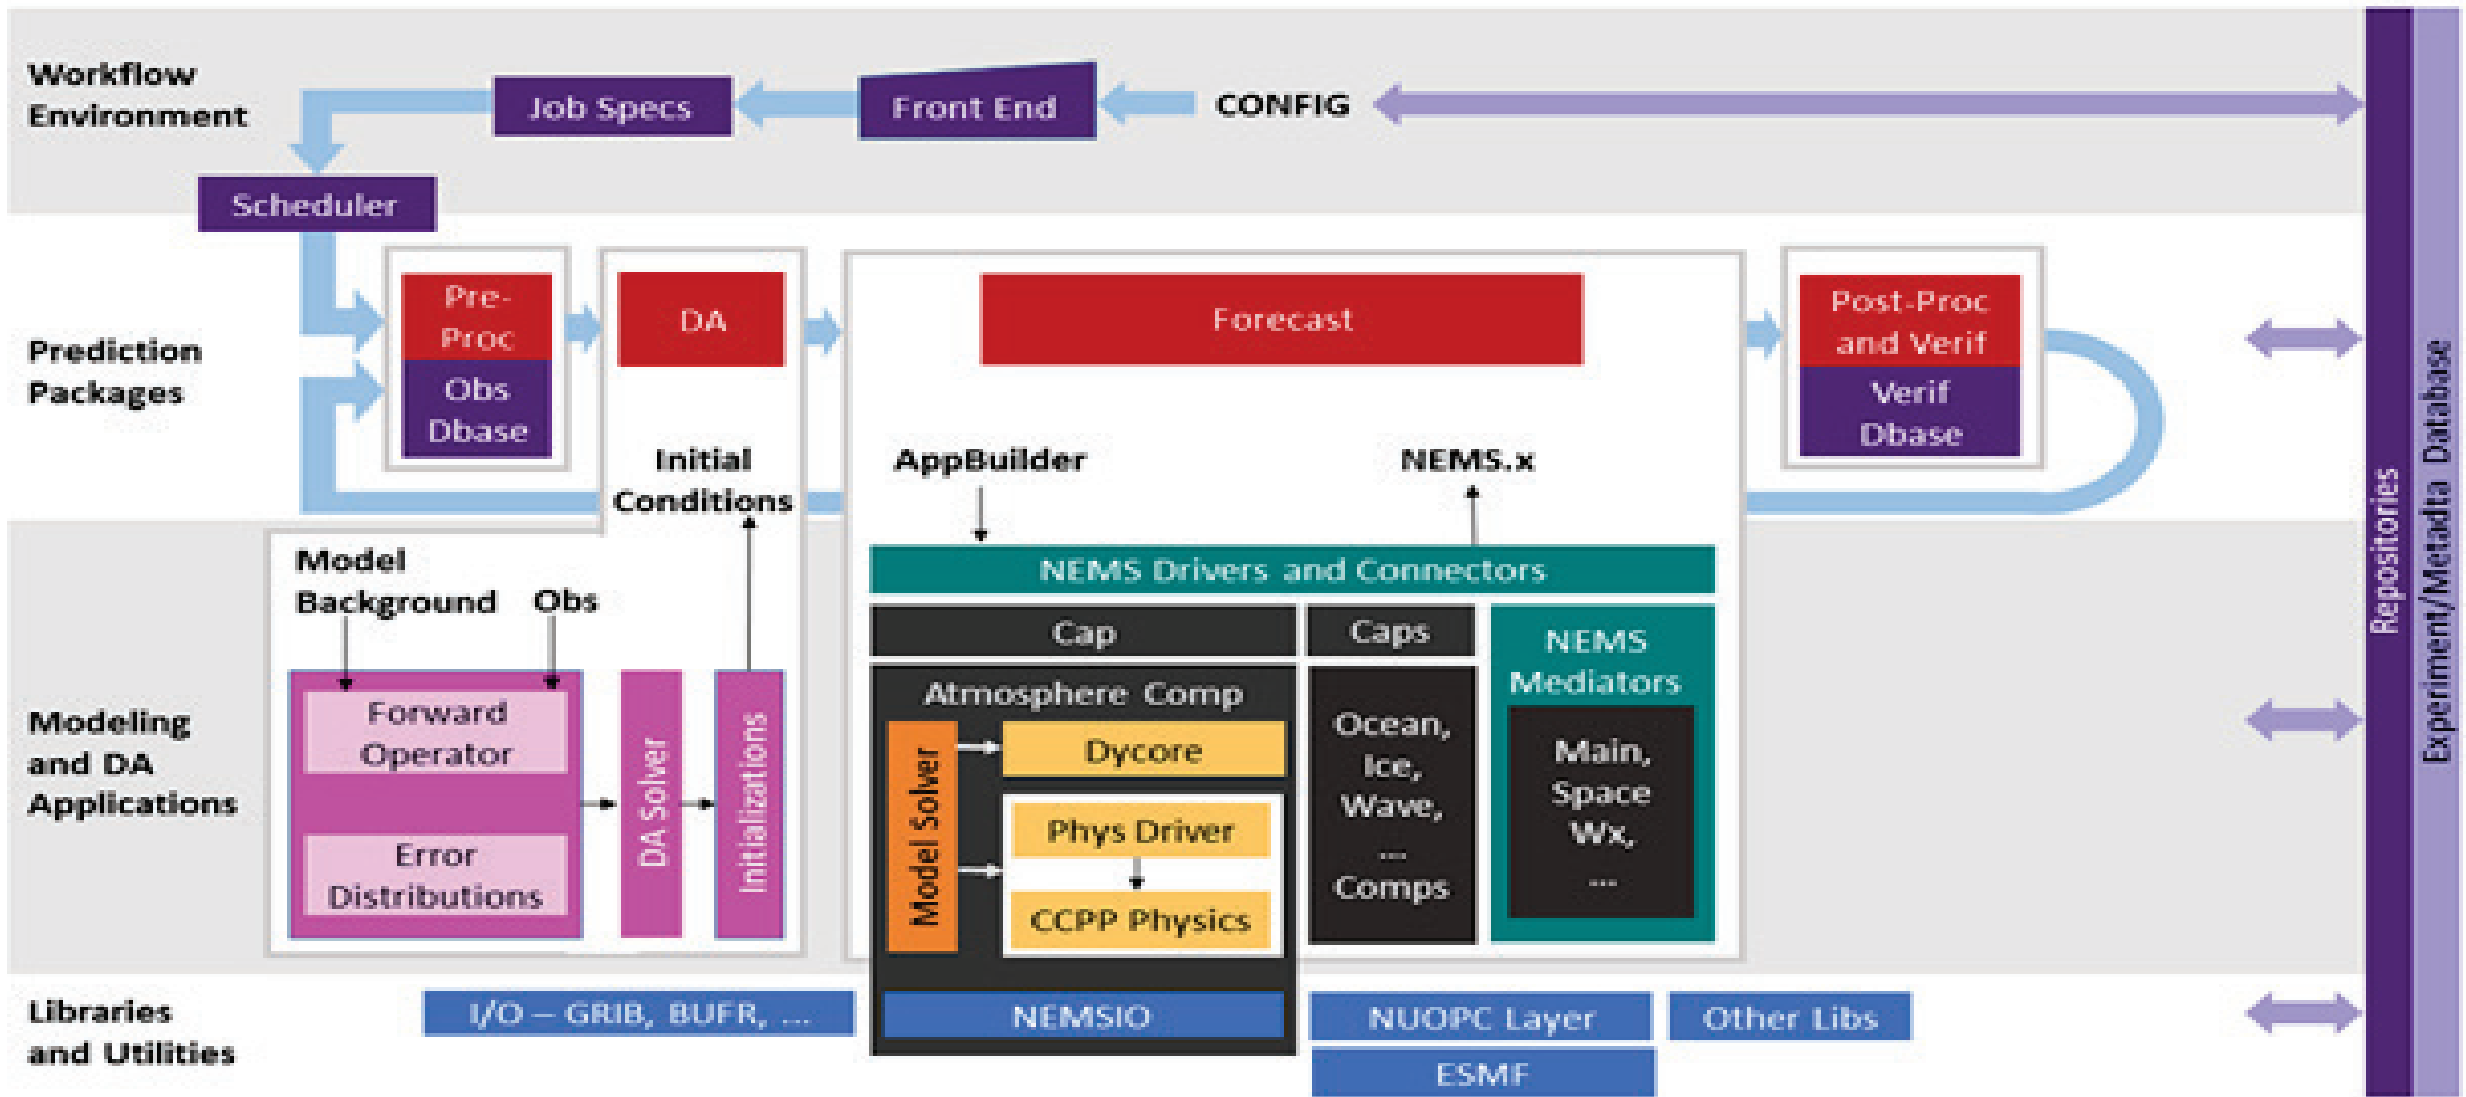 Workflow
Environment
Job Specs
Front End
CONFIG
Scheduler
Prediction
Packages
Pre-
Proc
Obs
Dbase
DA
Forecast
Post-Proc
and Verif
Verif
Dbase
Initial
Conditions
AppBuilder
NEMS.x
Modeling
and DA
Applications
Model
Background
Obs
Forward
Operator
Error
Distributions
DA Solver
Initializations
NEMS Drivers and Connectors
Cap
Caps
NEMS
Mediators
Atmosphere Comp
Model Solver
Dycore
Phys Driver
CCPP Physics
Ocean,
Ice,
Wave,
...
Comps
Main,
Space
Wx,
...
Libraries
and Utilities
I/O – GRIB, BUFR, ...
NEMSIO
NUOPC Layer
Other Libs
ESMF
Repositories
Experiment/Metadta Database